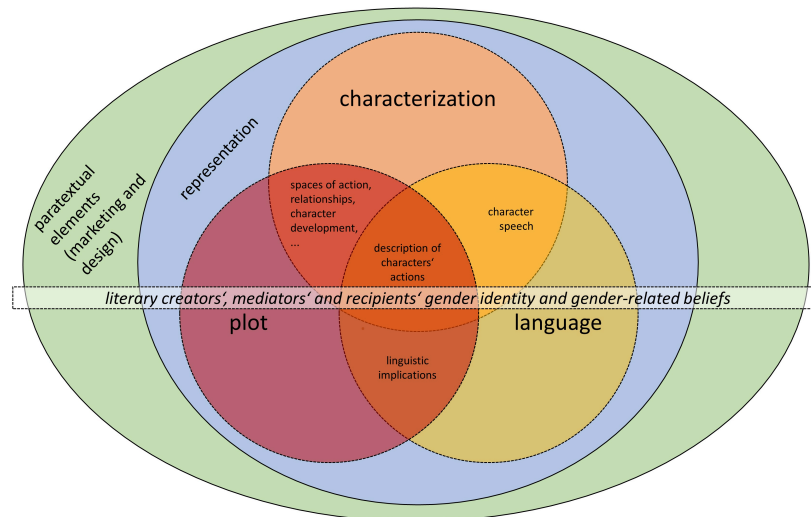 characterization
representation
paratextual
elements
(marketing and
design)
spaces of action,
relationships,
character
development,
...
character
speech
description of
characters‘
actions
literary creators‘, mediators‘ and recipients‘ gender identity and gender-related beliefs
plot
language
linguistic
implications